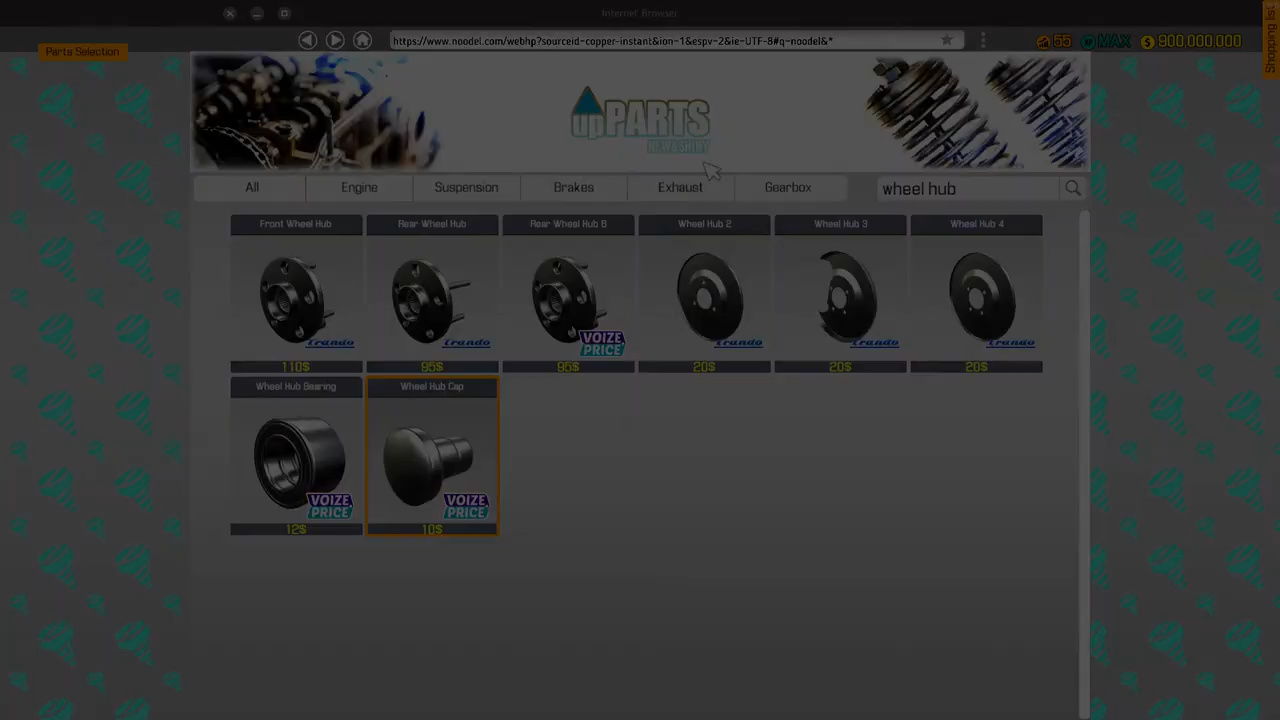 Internet Browser
Parts Selection
https://www.noodel.com/webhp?sourceid-copper-instant&ion-1&espv-2&ie-UTF-8#q-noodel&*
55
MAX
900,000,000
Shopping list
upPARTS
NEW & SHINY
All
Engine
Suspension
Brakes
Exhaust
Gearbox
wheel hub
Front Wheel Hub
Rear Wheel Hub
Rear Wheel Hub B
Wheel Hub 2
Wheel Hub 3
Wheel Hub 4
Trando
Trando
VOIZE PRICE
Trando
Trando
Trando
110$
95$
95$
20$
20$
20$
Wheel Hub Bearing
Wheel Hub Cap
VOIZE PRICE
VOIZE PRICE
12$
10$